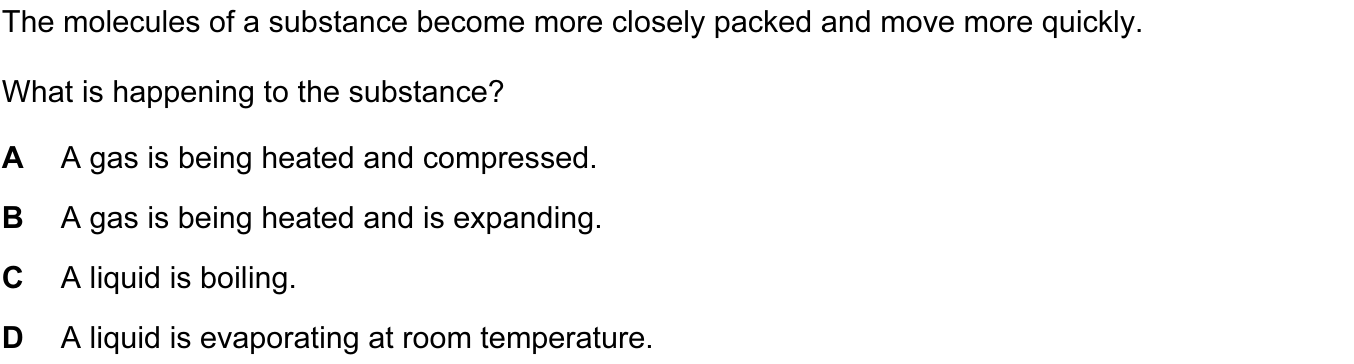 The molecules of a substance become more closely packed and move more quickly.
What is happening to the substance?
A A gas is being heated and compressed.
B A gas is being heated and is expanding.
C A liquid is boiling.
D A liquid is evaporating at room temperature.